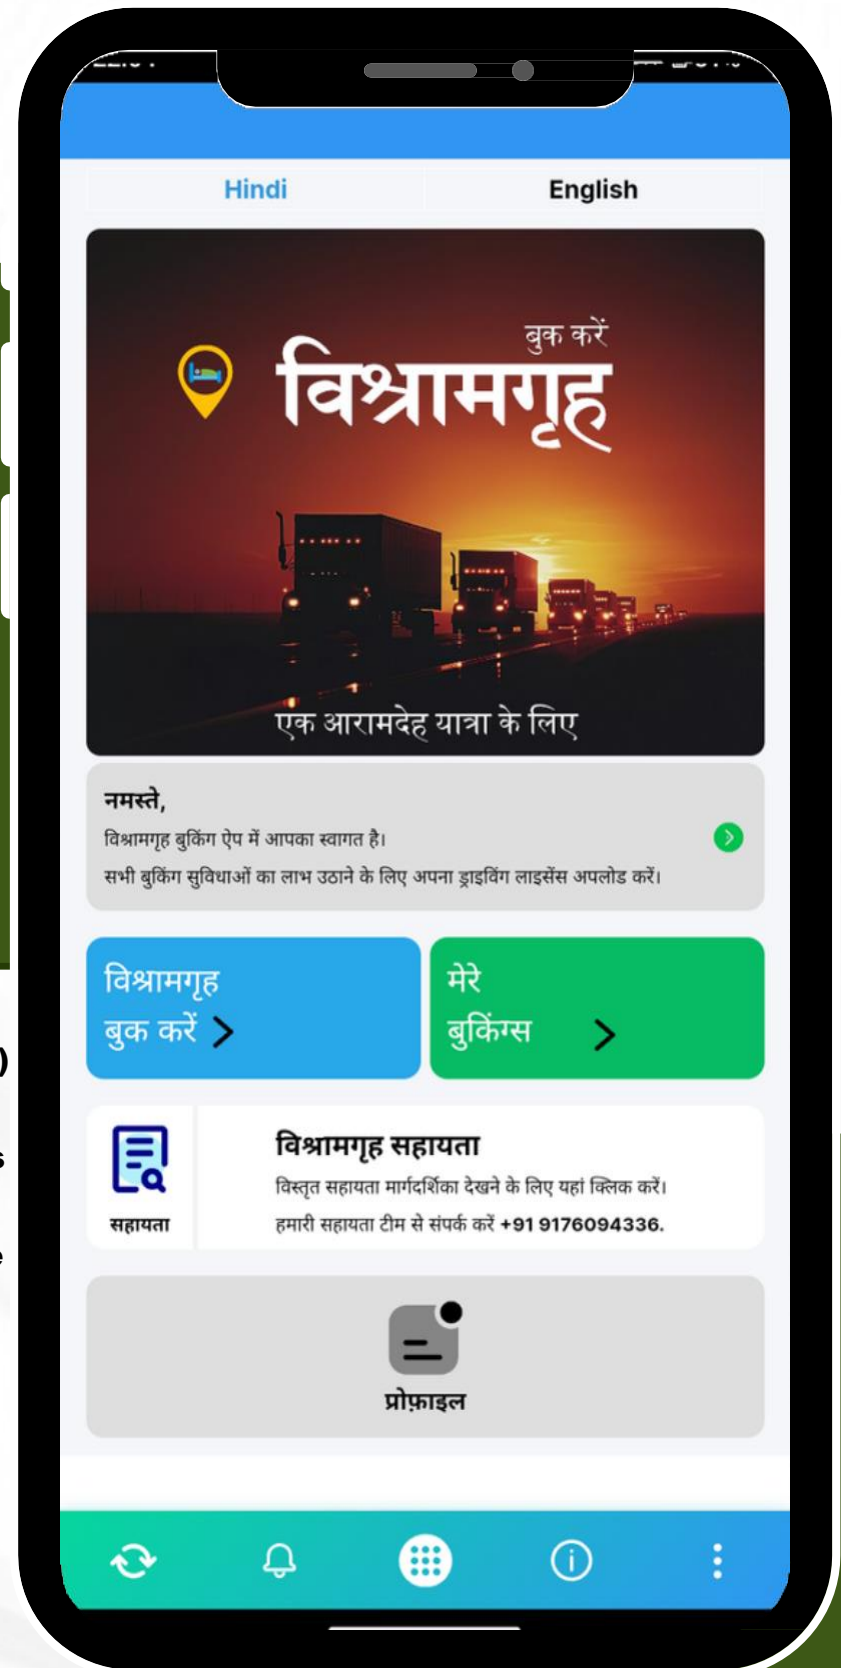 Hindi English
बुक करें
विश्रामगृह
एक आरामदेह यात्रा के लिए
नमस्ते,
विश्रामगृह बुकिंग ऐप में आपका स्वागत है।
सभी बुकिंग सुविधाओं का लाभ उठाने के लिए अपना ड्राइविंग लाइसेंस अपलोड करें।
विश्रामगृह
बुक करें
मेरे
बुकिंग्स
सहायता
विश्रामगृह सहायता
विस्तृत सहायता मार्गदर्शिका देखने के लिए यहां क्लिक करें।
हमारी सहायता टीम से संपर्क करें +91 9176094336.
प्रोफ़ाइल